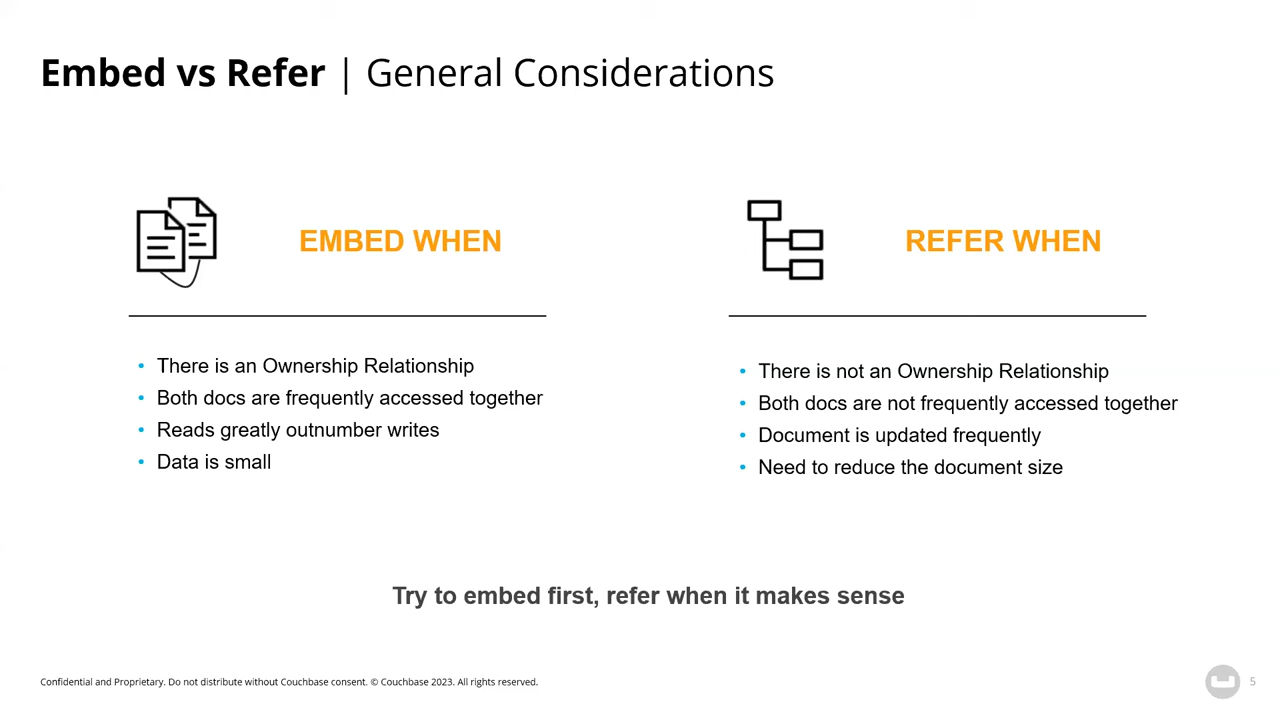 Embed vs Refer | General Considerations
EMBED WHEN
• There is an Ownership Relationship
• Both docs are frequently accessed together
• Reads greatly outnumber writes
• Data is small
REFER WHEN
• There is not an Ownership Relationship
• Both docs are not frequently accessed together
• Document is updated frequently
• Need to reduce the document size
Try to embed first, refer when it makes sense
Confidential and Proprietary. Do not distribute without Couchbase consent. © Couchbase 2023. All rights reserved.
5